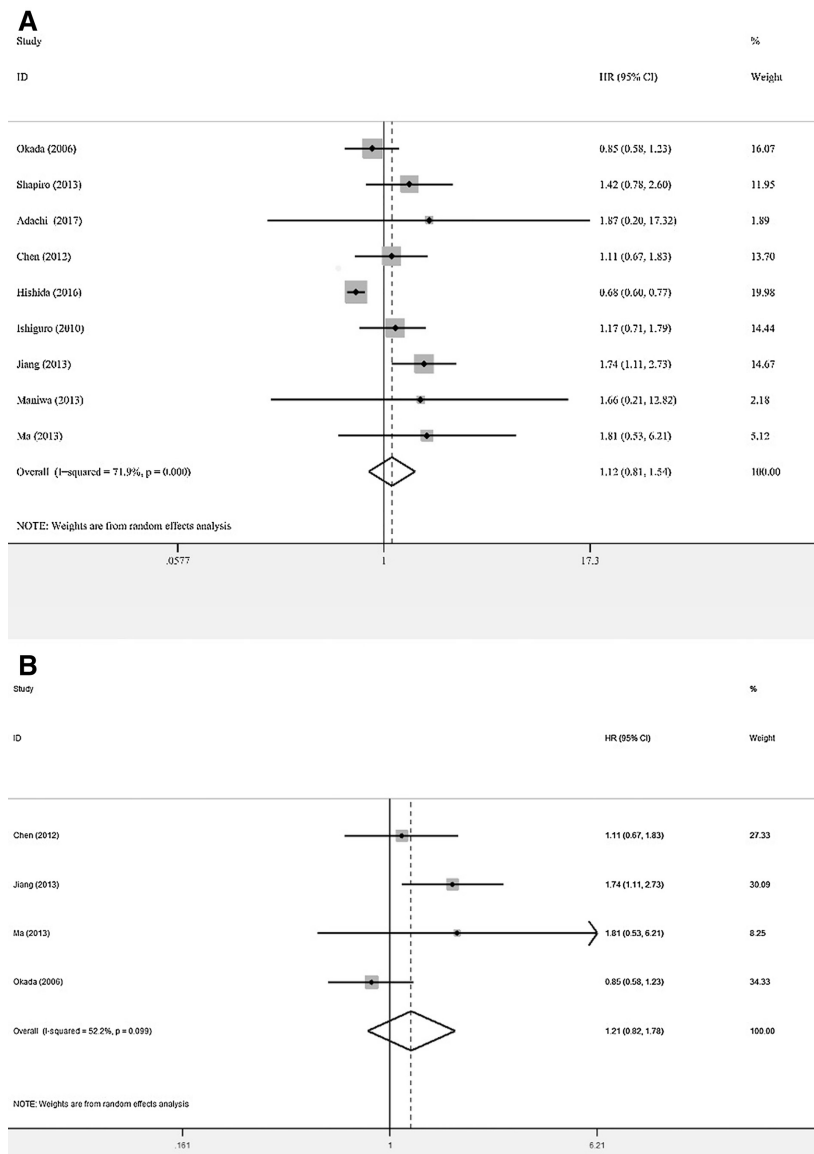 A
Study %
ID HR (95% CI) Weight
Okada (2006) 0.85 (0.58, 1.23) 16.07
Shapiro (2013) 1.42 (0.78, 2.60) 11.95
Adachi (2017) 1.87 (0.20, 17.32) 1.89
Chen (2012) 1.11 (0.67, 1.83) 13.70
Hishida (2016) 0.68 (0.60, 0.77) 19.98
Ishiguro (2010) 1.17 (0.71, 1.79) 14.44
Jiang (2013) 1.74 (1.11, 2.73) 14.67
Maniwa (2013) 1.66 (0.21, 12.82) 2.18
Ma (2013) 1.81 (0.53, 6.21) 5.12
Overall (I-squared = 71.9%, p = 0.000) 1.12 (0.81, 1.54) 100.00
NOTE: Weights are from random effects analysis
.0577 1 17.3
B
Study %
ID HR (95% CI) Weight
Chen (2012) 1.11 (0.67, 1.83) 27.33
Jiang (2013) 1.74 (1.11, 2.73) 30.09
Ma (2013) 1.81 (0.53, 6.21) 8.25
Okada (2006) 0.85 (0.58, 1.23) 34.33
Overall (I-squared = 52.2%, p = 0.099) 1.21 (0.82, 1.78) 100.00
NOTE: Weights are from random effects analysis
.161 1 6.21